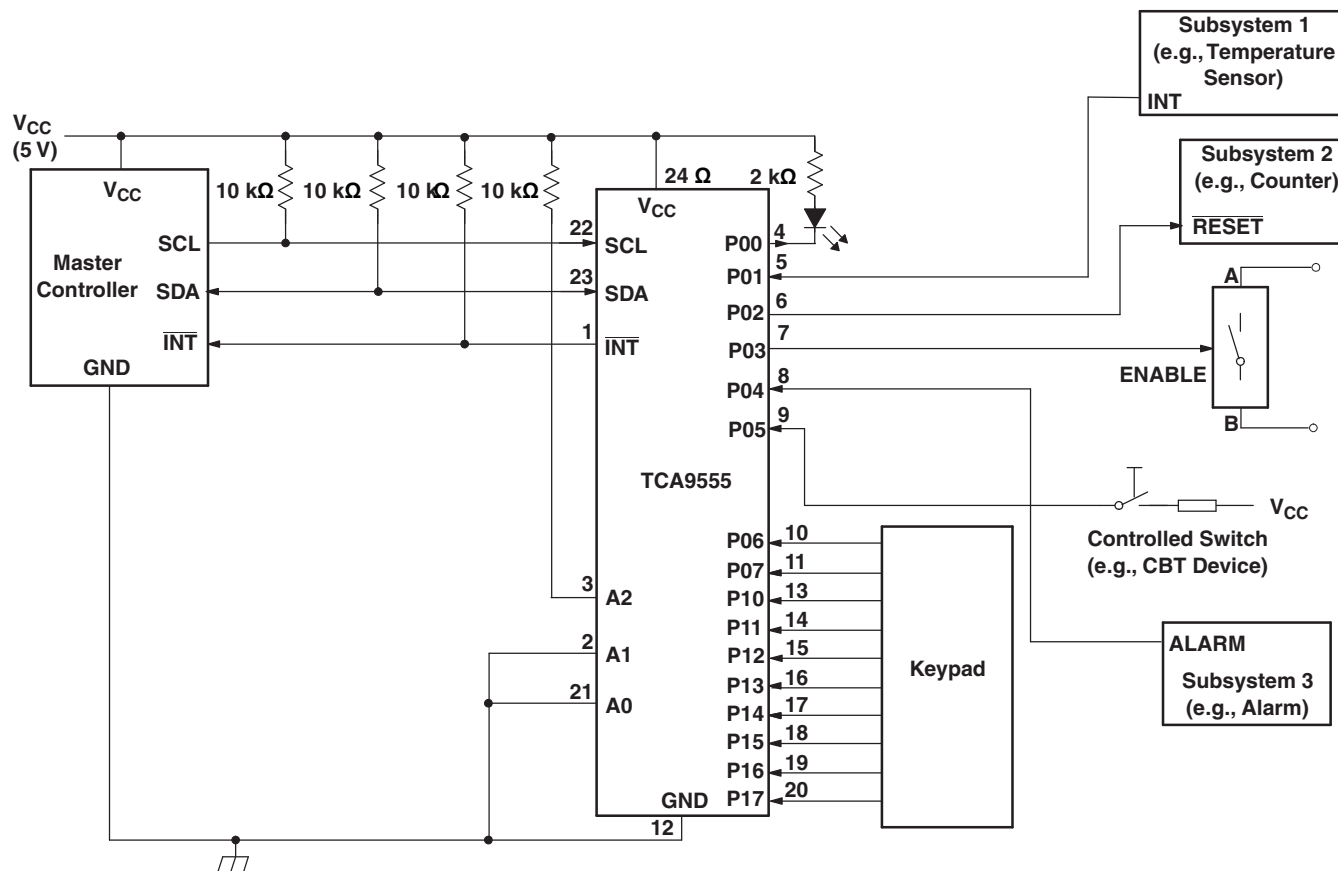 Subsystem 1
(e.g., Temperature
Sensor)
INT
VCC
(5 V)
Subsystem 2
(e.g., Counter)
RESET
VCC
10 kΩ
10 kΩ
10 kΩ
10 kΩ
24 Ω
2 kΩ
VCC
Master
Controller
SCL
SDA
INT
GND
22
SCL
23
SDA
1
INT
P00
4
P01
5
P02
6
P03
7
P04
8
P05
9
A
ENABLE
B
TCA9555
VCC
Controlled Switch
(e.g., CBT Device)
P06
10
P07
11
P10
13
P11
14
P12
15
P13
16
P14
17
P15
18
P16
19
P17
20
Keypad
3
A2
2
A1
21
A0
ALARM
Subsystem 3
(e.g., Alarm)
GND
12